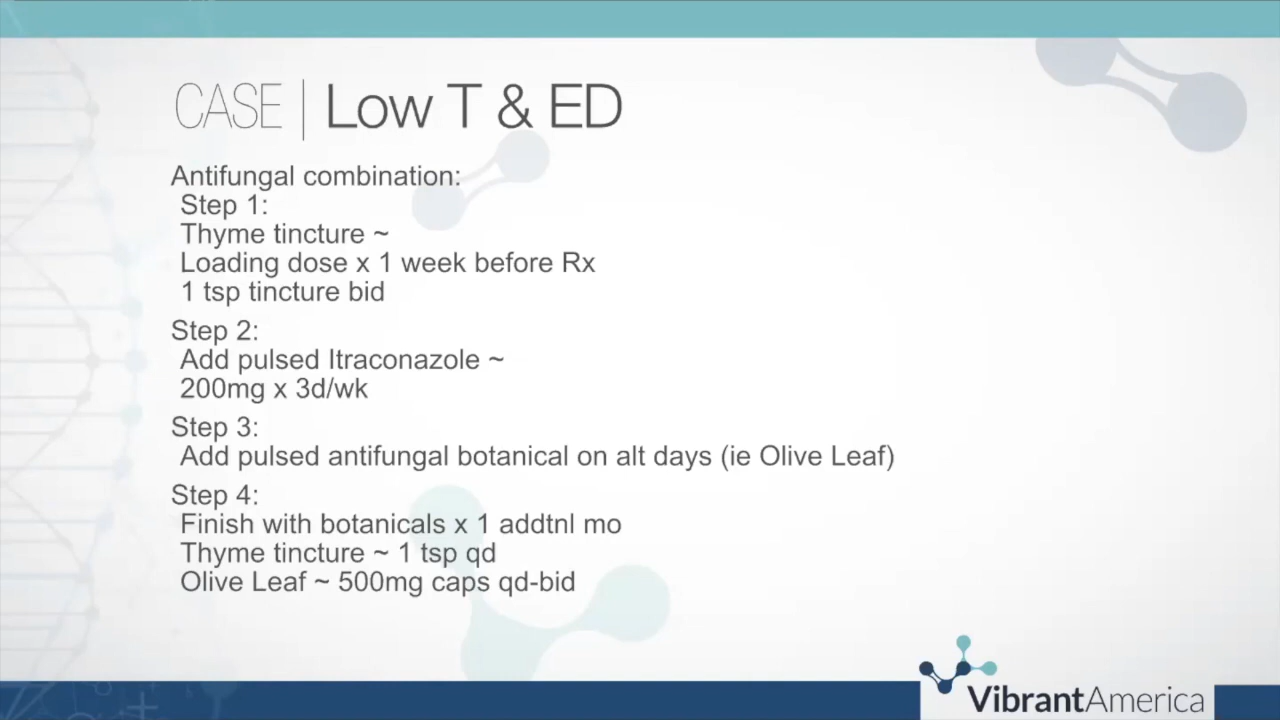 CASE | Low T & ED
Antifungal combination:
Step 1:
Thyme tincture ~
Loading dose x 1 week before Rx
1 tsp tincture bid
Step 2:
Add pulsed Itraconazole ~
200mg x 3d/wk
Step 3:
Add pulsed antifungal botanical on alt days (ie Olive Leaf)
Step 4:
Finish with botanicals x 1 addtnl mo
Thyme tincture ~ 1 tsp qd
Olive Leaf ~ 500mg caps qd-bid
VibrantAmerica